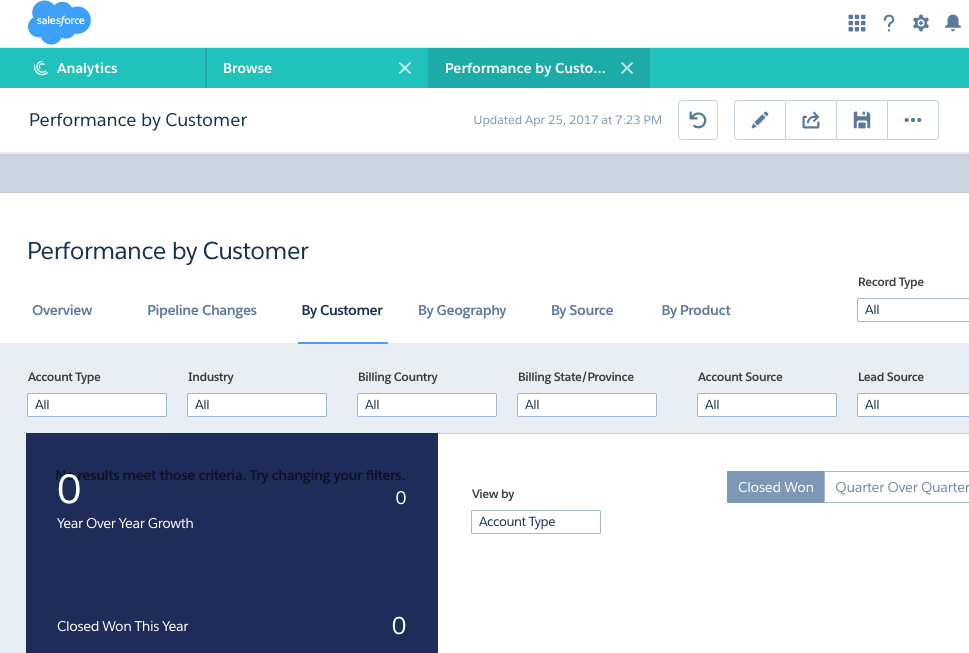 salesforce
Analytics
Browse
Performance by Custo...
Performance by Customer
Updated Apr 25, 2017 at 7:23 PM
Performance by Customer
Record Type
All
Overview
Pipeline Changes
By Customer
By Geography
By Source
By Product
Account Type
Industry
Billing Country
Billing State/Province
Account Source
Lead Source
All
All
All
All
All
All
No results meet those criteria. Try changing your filters.
0
0
Year Over Year Growth
Closed Won This Year
0
View by
Account Type
Closed Won
Quarter Over Quarter